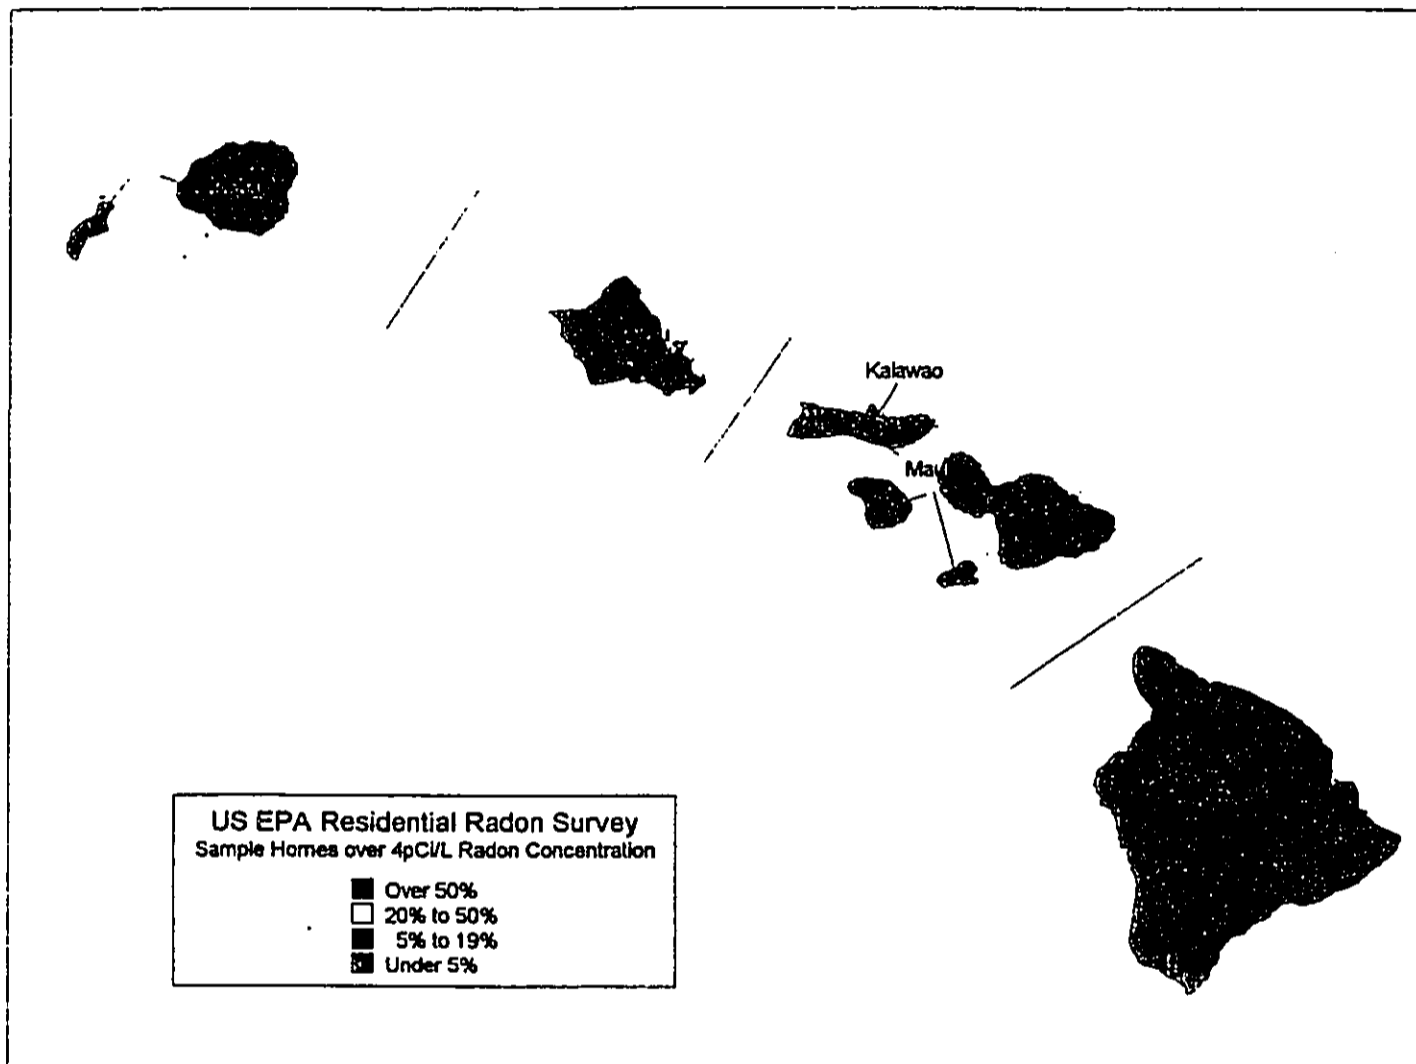 Kalawao
Mau
US EPA Residential Radon Survey
Sample Homes over 4pCi/L Radon Concentration
Over 50%
20% to 50%
5% to 19%
Under 5%